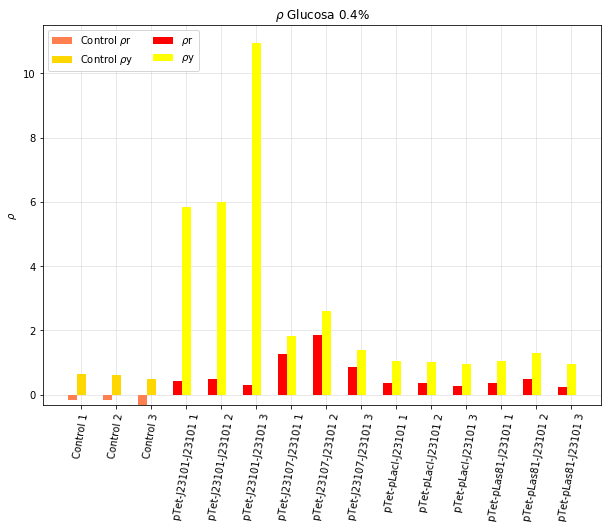 ρ Glucosa 0.4%
Control ρr
Control ρy
ρr
ρy
ρ
10
8
6
4
2
0
Control 1
Control 2
Control 3
pTet-J23101-J23101 1
pTet-J23101-J23101 2
pTet-J23101-J23101 3
pTet-J23107-J23101 1
pTet-J23107-J23101 2
pTet-J23107-J23101 3
pTet-pLacI-J23101 1
pTet-pLacI-J23101 2
pTet-pLacI-J23101 3
pTet-pLas81-J23101 1
pTet-pLas81-J23101 2
pTet-pLas81-J23101 3